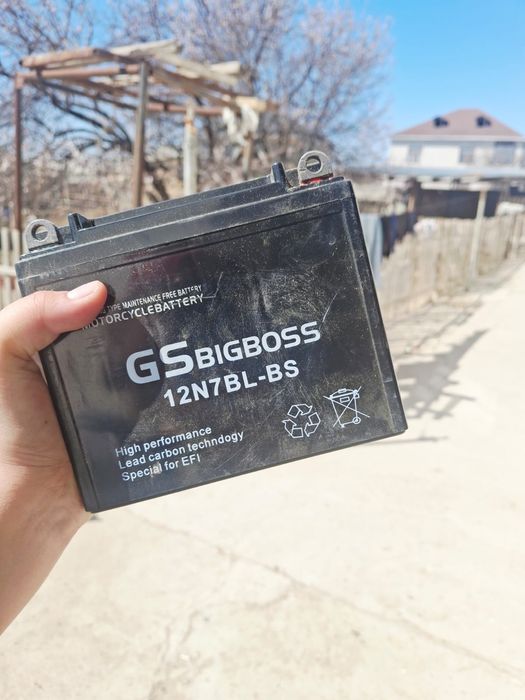 TYPE MAINTENANCE FREE BATTERY
MOTORCYCLEBATTERY
GSBIGBOSS
12N7BL-BS
High performance
Lead carbon techndogy
Special for EFI